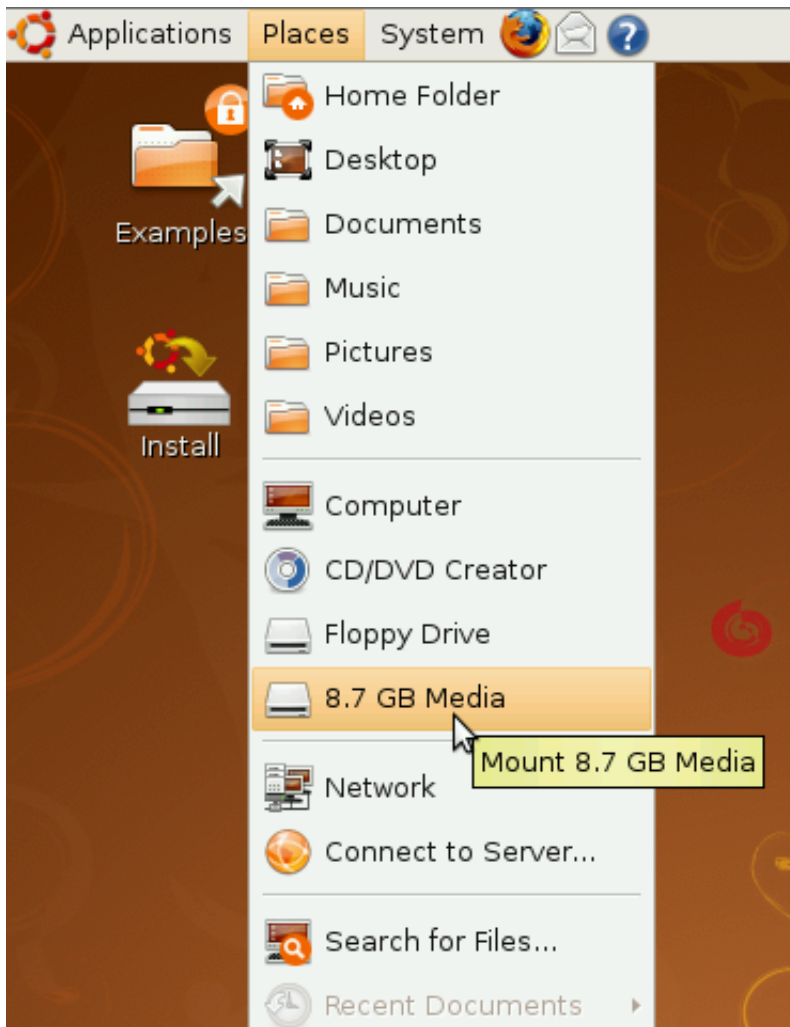 Applications Places System
Examples
Install
Home Folder
Desktop
Documents
Music
Pictures
Videos
Computer
CD/DVD Creator
Floppy Drive
8.7 GB Media
Mount 8.7 GB Media
Network
Connect to Server...
Search for Files...
Recent Documents